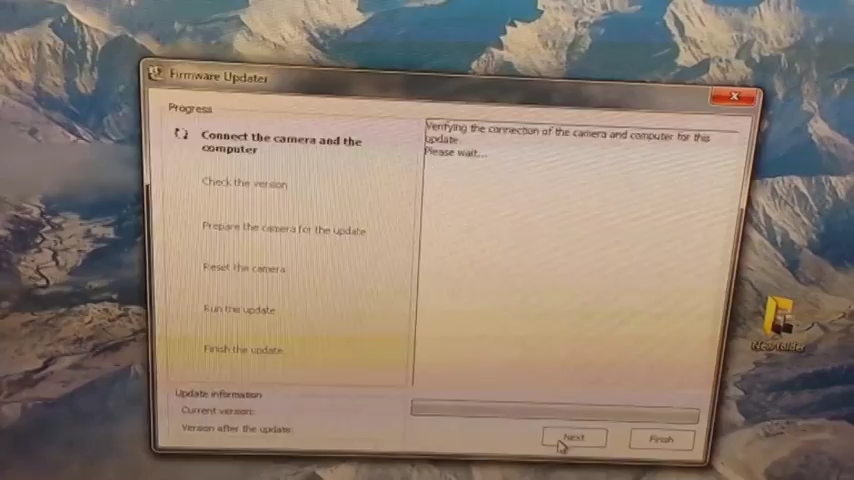 Firmware Updater
Progress
Connect the camera and the
computer
Check the version
Prepare the camera for the update
Reset the camera
Run the update
Finish the update
Verifying the connection of the camera and computer for this
update.
Please wait...
Update information
Current version:
Version after the update:
Next
Finish
New folder